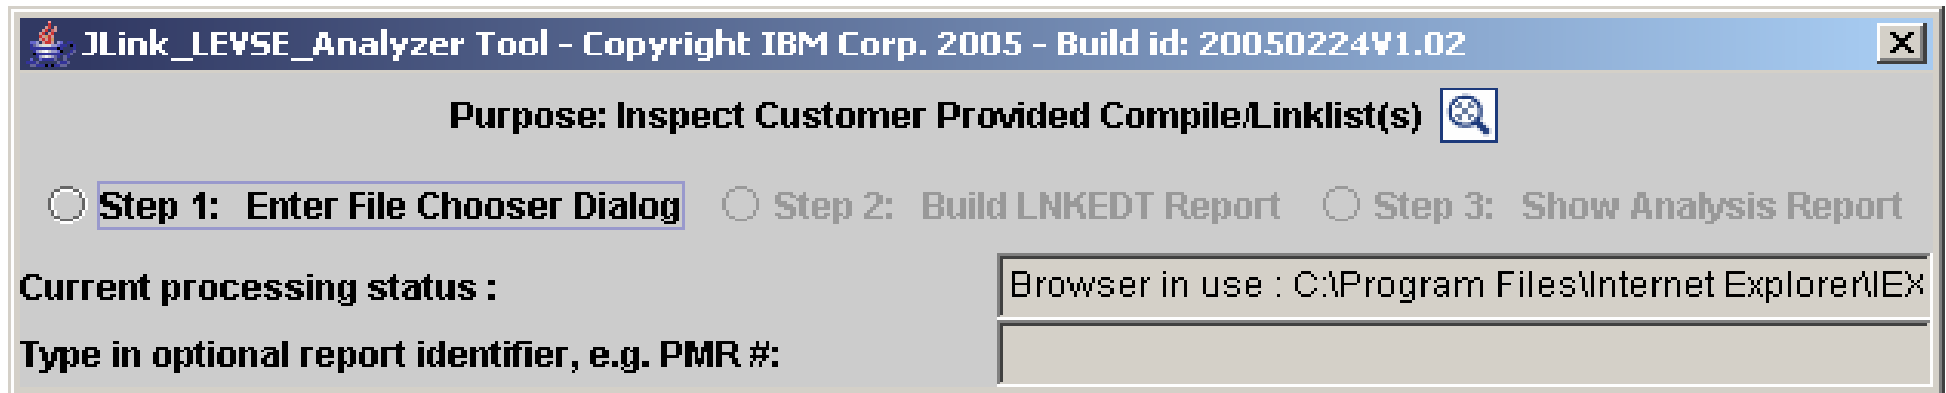 JLink_LEVSE_Analyzer Tool - Copyright IBM Corp. 2005 - Build id: 20050224V1.02
Purpose: Inspect Customer Provided Compile/Linklist(s)
Step 1: Enter File Chooser Dialog Step 2: Build LNKEDT Report Step 3: Show Analysis Report
Current processing status : Browser in use : C:\Program Files\Internet Explorer\IEX
Type in optional report identifier, e.g. PMR #: